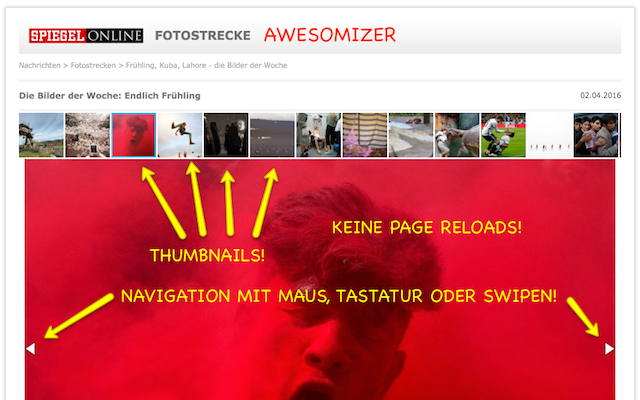 SPIEGEL ONLINE FOTOSTRECKE AWESOMIZER
Nachrichten > Fotostrecken > Frühling, Kuba, Lahore - die Bilder der Woche
Die Bilder der Woche: Endlich Frühling 02.04.2016
KEINE PAGE RELOADS!
THUMBNAILS!
NAVIGATION MIT MAUS, TASTATUR ODER SWIPEN!